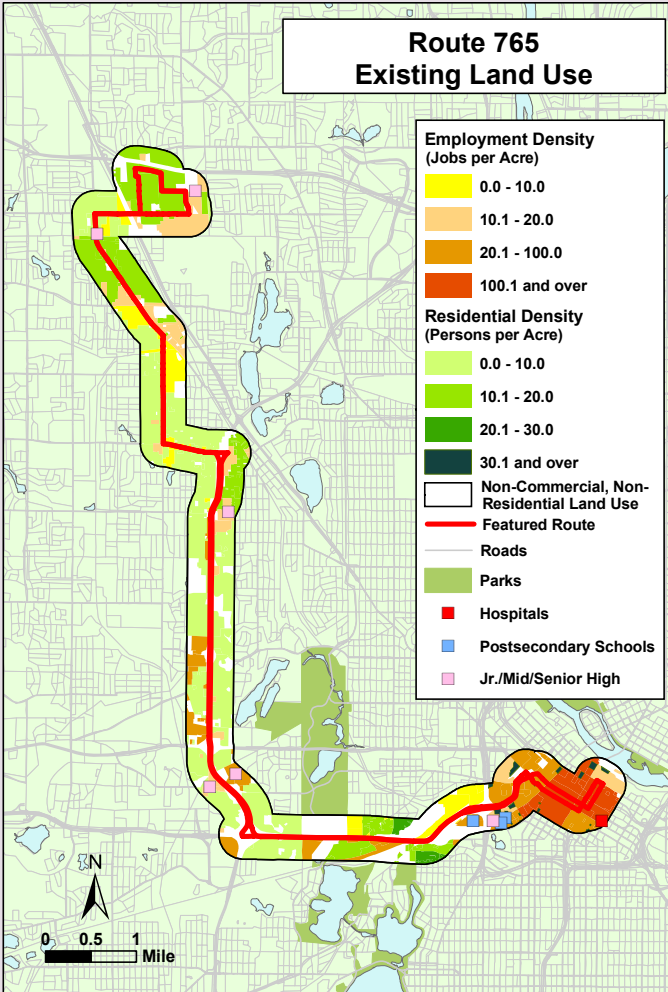 Route 765
Existing Land Use
Employment Density
(Jobs per Acre)
0.0 - 10.0
10.1 - 20.0
20.1 - 100.0
100.1 and over
Residential Density
(Persons per Acre)
0.0 - 10.0
10.1 - 20.0
20.1 - 30.0
30.1 and over
Non-Commercial, Non-
Residential Land Use
Featured Route
Roads
Parks
Hospitals
Postsecondary Schools
Jr./Mid/Senior High
N
0 0.5 1
Mile